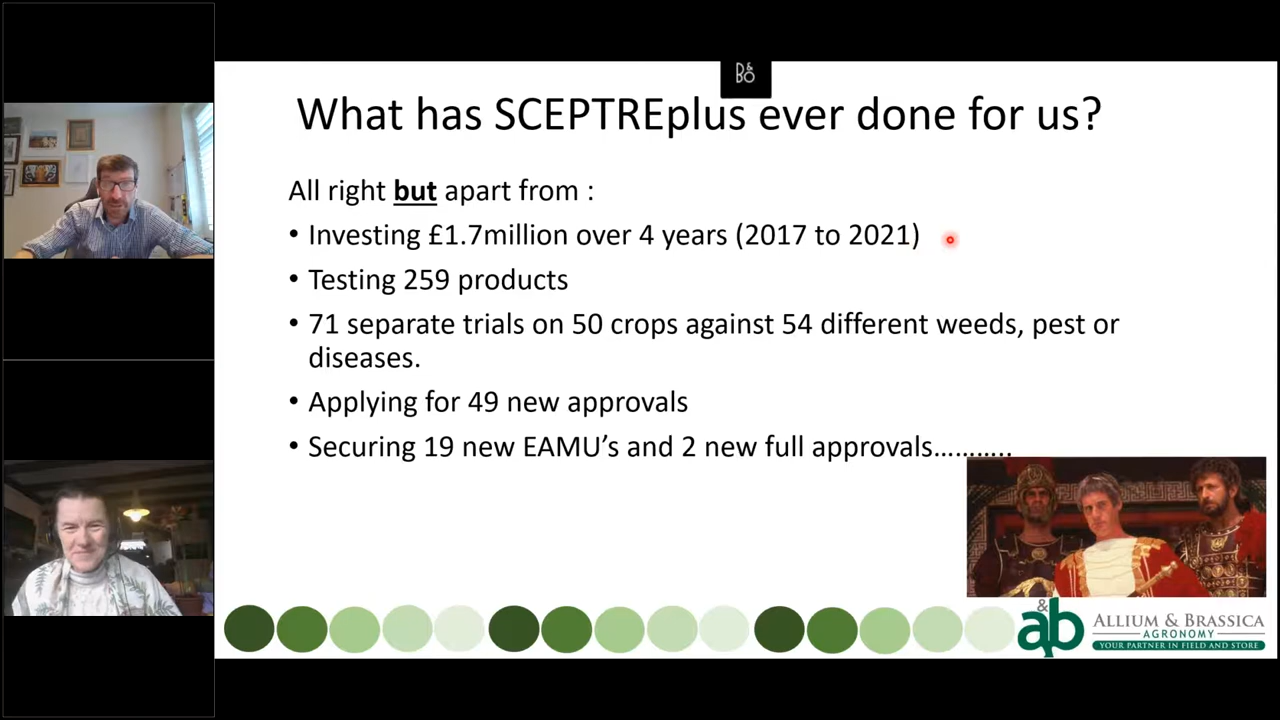 B&O
What has SCEPTREplus ever done for us?
All right but apart from :
• Investing £1.7million over 4 years (2017 to 2021)
• Testing 259 products
• 71 separate trials on 50 crops against 54 different weeds, pest or
diseases.
• Applying for 49 new approvals
• Securing 19 new EAMU’s and 2 new full approvals………..
a&b
ALLIUM & BRASSICA
AGRONOMY
YOUR PARTNER IN FIELD AND STORE